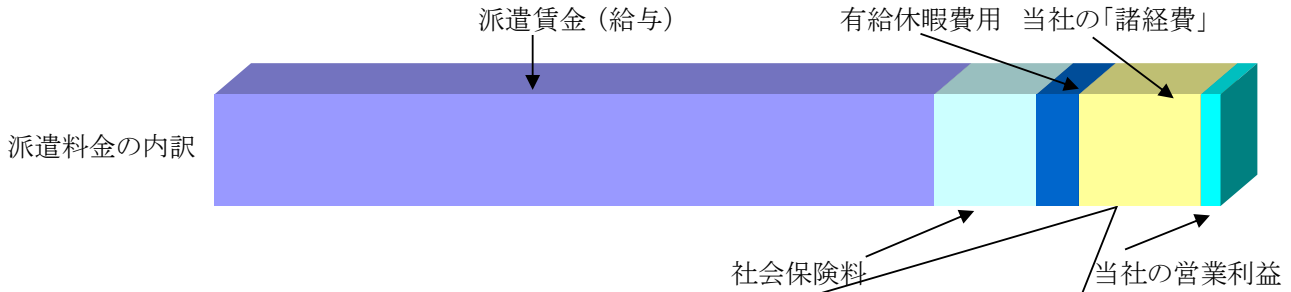 派遣賃金（給与）
有給休暇費用
当社の「諸経費」
派遣料金の内訳
社会保険料
当社の営業利益